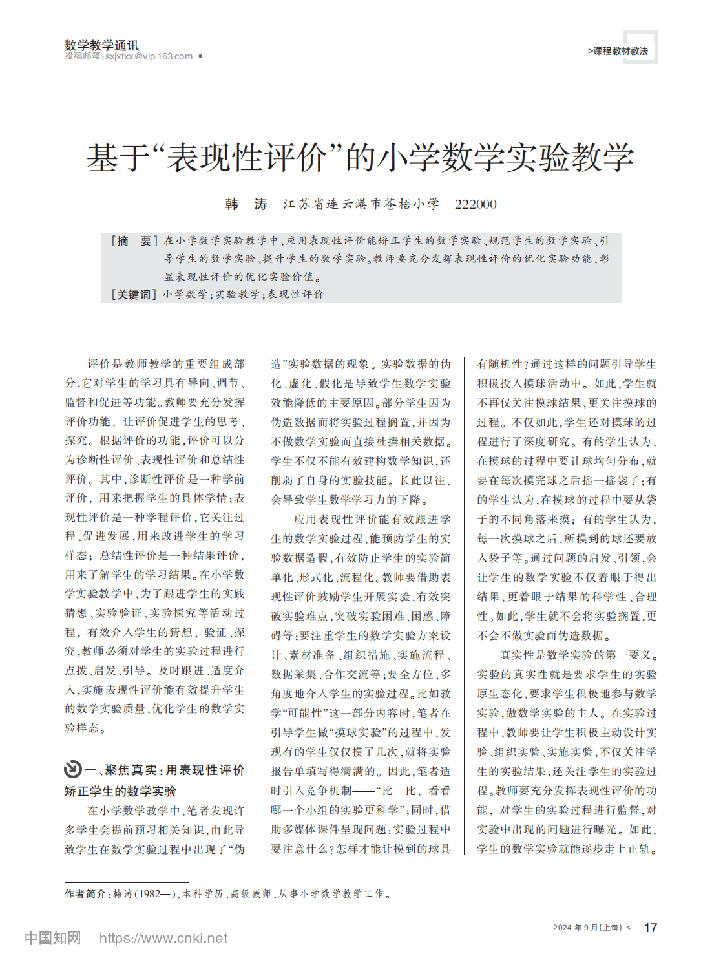 数学教学通讯
投稿邮箱:sxjxtxx@vip.163.com
>课程教材教法
基于“表现性评价”的小学数学实验教学
韩 涛 江苏省连云港市苍梧小学 222000
[摘 要] 在小学数学实验教学中,应用表现性评价能矫正学生的数学实验、规范学生的数学实验、引
导学生的数学实验、提升学生的数学实验。教师要充分发挥表现性评价的优化实验功能,彰
显表现性评价的优化实验价值。
[关键词] 小学数学;实验教学;表现性评价
评价是教师教学的重要组成部
分,它对学生的学习具有导向、调节、
监督和促进等功能。教师要充分发挥
评价功能,让评价促进学生的思考、
探究。根据评价的功能,评价可以分
为诊断性评价、表现性评价和总结性
评价。其中,诊断性评价是一种学前
评价,用来把握学生的具体学情;表
现性评价是一种学程评价,它关注过
程、促进发展,用来改进学生的学习
样态;总结性评价是一种结果评价,
用来了解学生的学习结果。在小学数
学实验教学中,为了跟进学生的实践
猜想、实验验证、实验探究等活动过
程,有效介入学生的猜想、验证、探
究,教师必须对学生的实验过程进行
点拨、启发、引导。及时跟进、适度介
入,实施表现性评价能有效提升学生
的数学实验质量、优化学生的数学实
验样态。
一、聚焦真实:用表现性评价
矫正学生的数学实验
在小学数学教学中,笔者发现许
多学生会提前预习相关知识,由此导
致学生在数学实验过程中出现了“伪
造”实验数据的现象。实验数据的伪
化、虚化、假化是导致学生数学实验
效能降低的主要原因。部分学生因为
伪造数据而将实验过程搁置,并因为
不做数学实验而直接杜撰相关数据。
学生不仅不能有效建构数学知识,还
削弱了自身的实验技能。长此以往,
会导致学生数学学习力的下降。
应用表现性评价能有效跟进学
生的数学实验过程,能预防学生的实
验数据造假,有效防止学生的实验简
单化、形式化、流程化。教师要借助表
现性评价鼓励学生开展实验、有效突
破实验难点,突破实验困难、困惑、障
碍等;要注重学生的数学实验方案设
计、素材准备、组织措施、实施流程、
数据采集、合作交流等;要全方位、多
角度地介入学生的实验过程。比如教
学“可能性”这一部分内容时,笔者在
引导学生做“摸球实验”的过程中,发
现有的学生仅仅摸了几次,就将实验
报告单填写得满满的。因此,笔者适
时引入竞争机制——“比一比,看看
哪一个小组的实验更科学”;同时,借
助多媒体课件呈现问题:实验过程中
要注意什么?怎样才能让摸到的球具
有随机性?通过这样的问题引导学生
积极投入摸球活动中。如此,学生就
不再仅关注摸球结果,更关注摸球的
过程。不仅如此,学生还对摸球的过
程进行了深度研究。有的学生认为,
在摸球的过程中要让球均匀分布,就
要在每次摸完球之后摇一摇袋子;有
的学生认为,在摸球的过程中要从袋
子的不同角落来摸;有的学生认为,
每一次摸球之后,所摸到的球还要放
入袋子等。通过问题的启发、引领,会
让学生的数学实验不仅着眼于得出
结果,更着眼于结果的科学性、合理
性。如此,学生就不会将实验搁置,更
不会不做实验而伪造数据。
真实性是数学实验的第一要义。
实验的真实性就是要求学生的实验
原生态化,要求学生积极地参与数学
实验,做数学实验的主人。在实验过
程中,教师要让学生积极主动设计实
验、组织实验、实施实验,不仅关注学
生的实验结果,还关注学生的实验过
程。教师要充分发挥表现性评价的功
能,对学生的实验过程进行监督,对
实验中出现的问题进行曝光。如此,
学生的数学实验就能逐步走上正轨。
作者简介:韩涛(1982—),本科学历,高级教师,从事小学数学教学工作。
2024年9月(上旬) < 17
中国知网 https://www.cnki.net